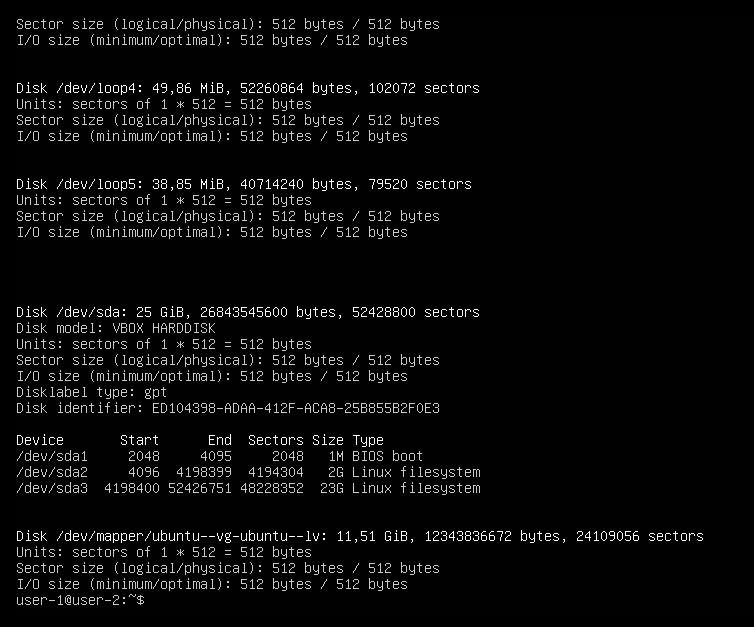 Sector size (logical/physical): 512 bytes / 512 bytes
I/O size (minimum/optimal): 512 bytes / 512 bytes
Disk /dev/loop4: 49,86 MiB, 52260864 bytes, 102072 sectors
Units: sectors of 1 * 512 = 512 bytes
Sector size (logical/physical): 512 bytes / 512 bytes
I/O size (minimum/optimal): 512 bytes / 512 bytes
Disk /dev/loop5: 38,85 MiB, 40714240 bytes, 79520 sectors
Units: sectors of 1 * 512 = 512 bytes
Sector size (logical/physical): 512 bytes / 512 bytes
I/O size (minimum/optimal): 512 bytes / 512 bytes
Disk /dev/sda: 25 GiB, 26843545600 bytes, 52428800 sectors
Disk model: VBOX HARDDISK
Units: sectors of 1 * 512 = 512 bytes
Sector size (logical/physical): 512 bytes / 512 bytes
I/O size (minimum/optimal): 512 bytes / 512 bytes
Disklabel type: gpt
Disk identifier: ED104398-ADAA-412F-ACA8-25B855B2F0E3
Device       Start      End  Sectors Size Type
/dev/sda1     2048     4095     2048   1M BIOS boot
/dev/sda2     4096  4198399  4194304   2G Linux filesystem
/dev/sda3  4198400 52426751 48228352  23G Linux filesystem
Disk /dev/mapper/ubuntu--vg-ubuntu--lv: 11,51 GiB, 12343836672 bytes, 24109056 sectors
Units: sectors of 1 * 512 = 512 bytes
Sector size (logical/physical): 512 bytes / 512 bytes
I/O size (minimum/optimal): 512 bytes / 512 bytes
user-1@user-2:~$